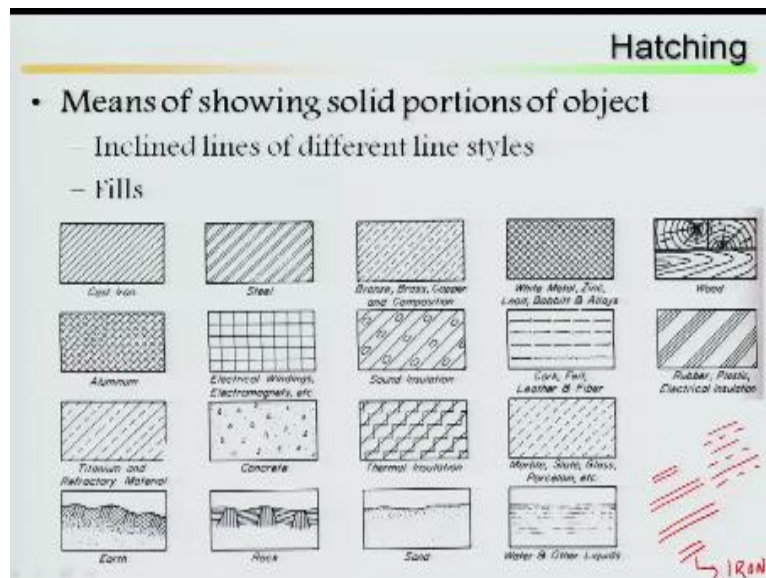 Hatching
• Means of showing solid portions of object
– Inclined lines of different line styles
– Fills
Cast Iron
Steel
Bronze, Brass, Copper
and Composition
White Metal, Zinc,
Lead, Babbitt & Alloys
Wood
Aluminum
Electrical Windings,
Electromagnets, etc
Sound Insulation
Cork, Felt,
Leather & Fiber
Rubber, Plastic,
Electrical Insulation
Titanium and
Refractory Material
Concrete
Thermal Insulation
Marble, Slate, Glass,
Porcelain, etc.
Earth
Rock
Sand
Water & Other Liquids
IRON